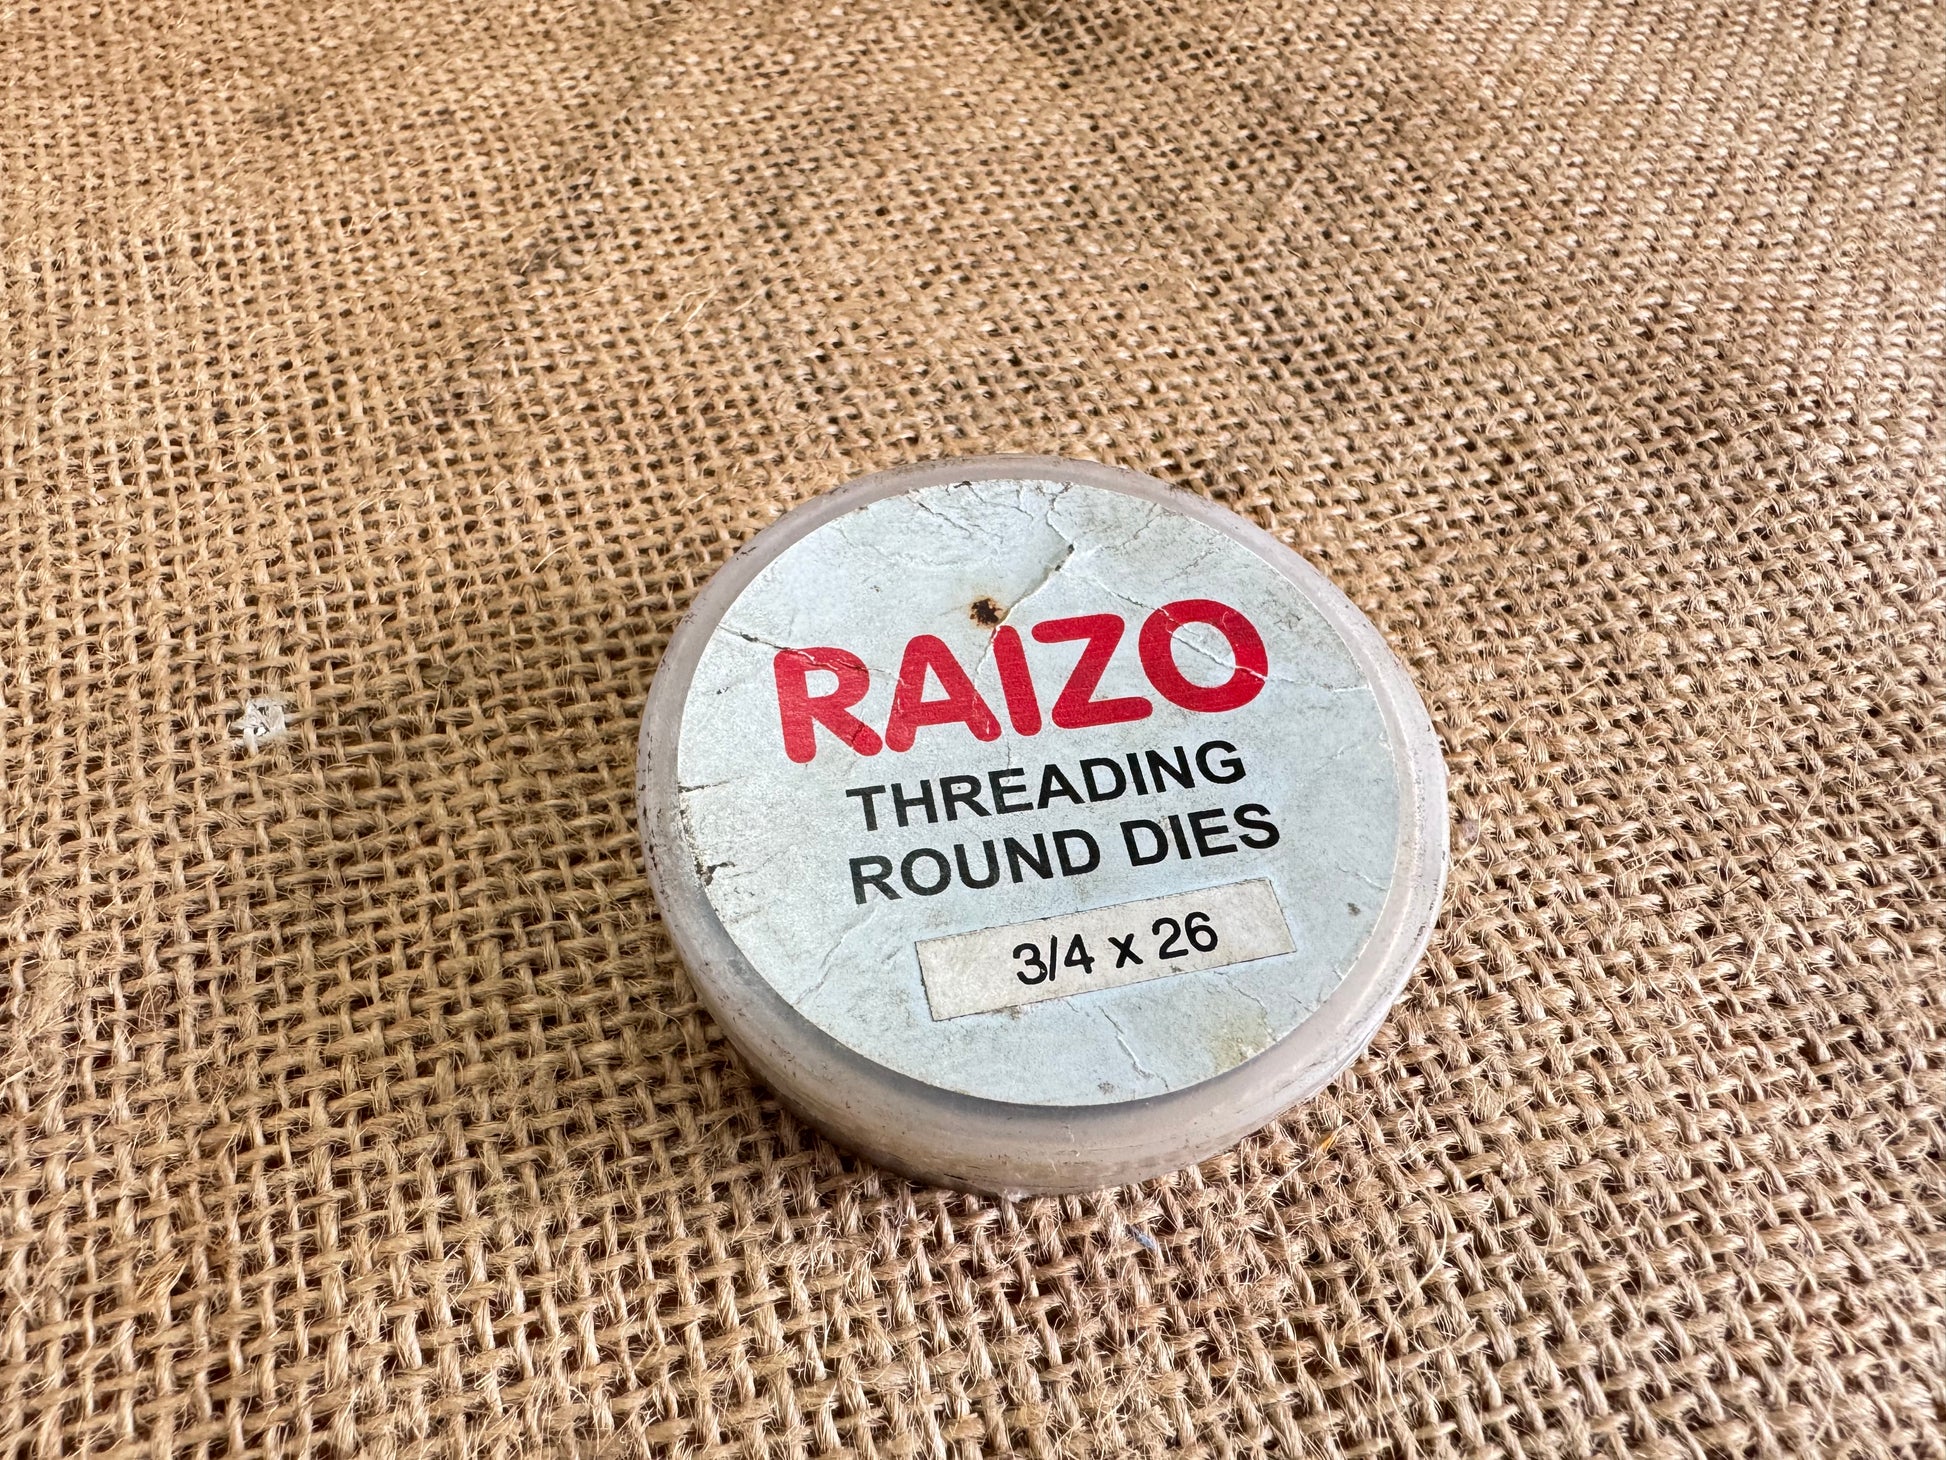 RAIZO
THREADING
ROUND DIES
3/4 x 26